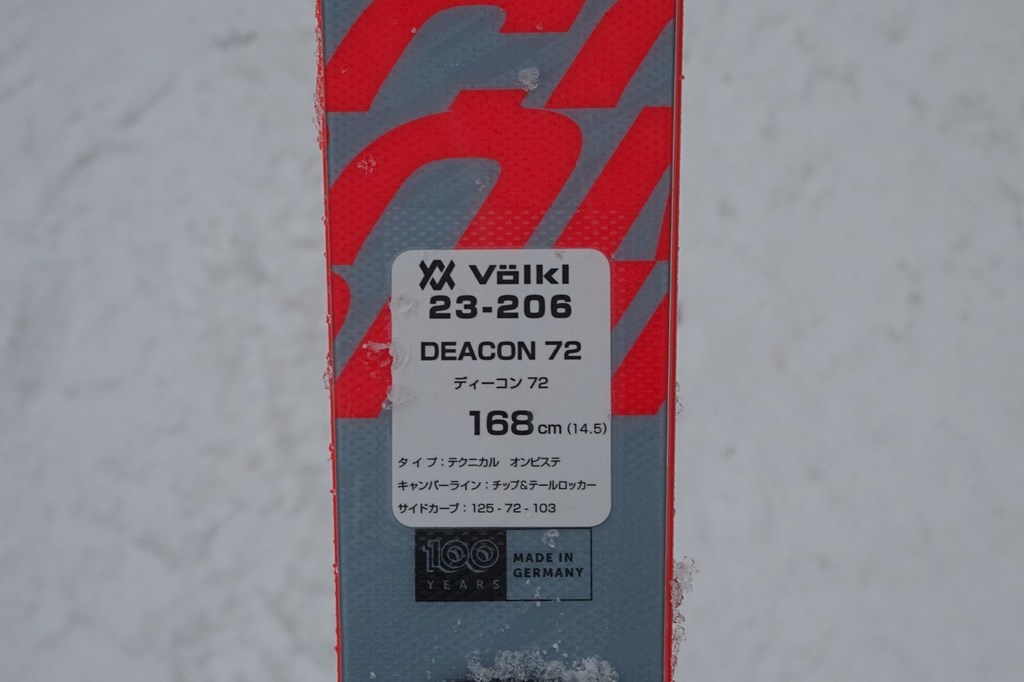 Völkl
23-206
DEACON 72
ディーコン 72
168 cm (14.5)
タイプ：テクニカル　オンピステ
キャンバーライン：チップ&テールロッカー
サイドカーブ：125 - 72 - 103
100
YEARS
MADE IN
GERMANY